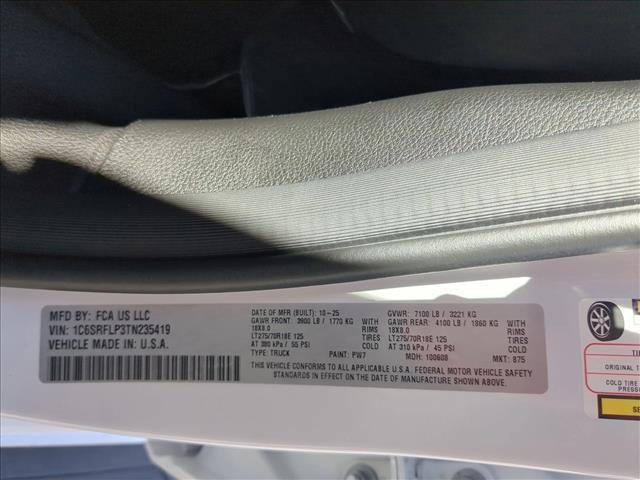 MFD BY: FCA US LLC
VIN: 1C6SRFLP3TN235419
VEHICLE MADE IN: U.S.A.
DATE OF MFR (BUILT): 10-25
GAWR FRONT: 3900 LB / 1770 KG WITH
18X8.0 RIMS
LT275/70R18E 125 TIRES
AT 380 kPa / 55 PSI COLD
TYPE: TRUCK PAINT: PW7
GVWR: 7100 LB / 3221 KG
GAWR REAR: 4100 LB / 1860 KG WITH
18X8.0 RIMS
LT275/70R18E 125 TIRES
AT 310 kPa / 45 PSI COLD
MDH: 100608 MKT: 875
THIS VEHICLE CONFORMS TO ALL APPLICABLE U.S.A. FEDERAL MOTOR VEHICLE SAFETY
STANDARDS IN EFFECT ON THE DATE OF MANUFACTURE SHOWN ABOVE.
ORIGINAL
COLD TIRE